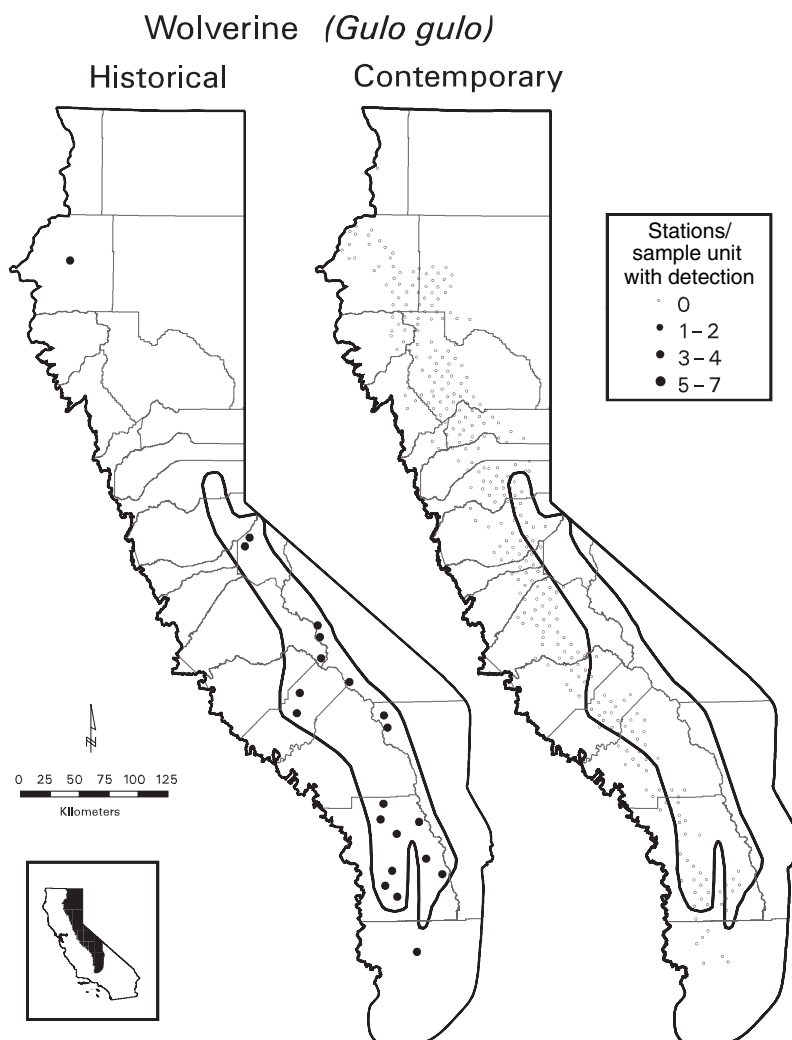 Wolverine (Gulo gulo)
Historical
Contemporary
Stations/
sample unit
with detection
0
1–2
3–4
5–7
N
0 25 50 75 100 125
Kilometers